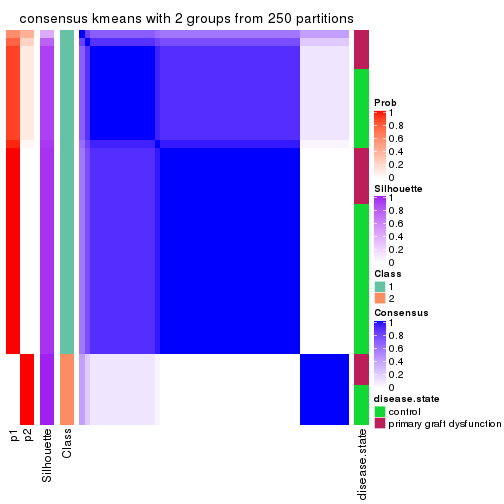 consensus kmeans with 2 groups from 250 partitions
Prob
1
0.8
0.6
0.4
0.2
0
Silhouette
1
0.8
0.6
0.4
0.2
0
Class
1
2
Consensus
1
0.8
0.6
0.4
0.2
0
disease.state
control
primary graft dysfunction
p1
p2
Silhouette
Class
disease.state